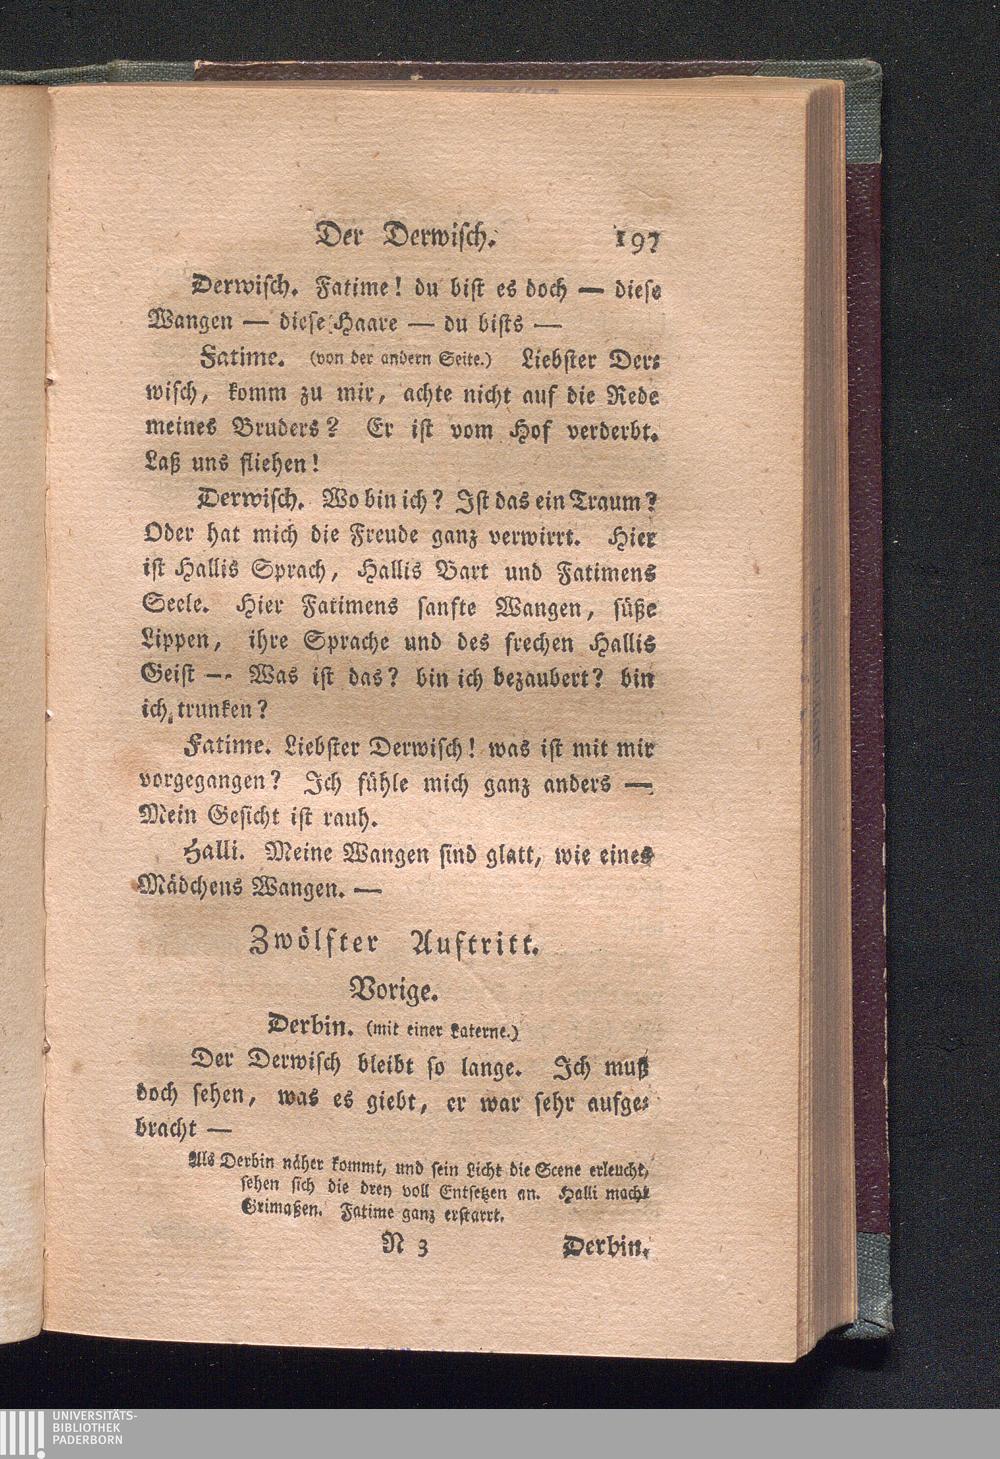 Der Derwiſch. 197
Derwiſch. Fatime! du biſt es doch — dieſe
Wangen — dieſe Haare — du biſts —
Fatime. (von der andern Seite.) Liebſter Der⸗
wiſch, komm zu mir, achte nicht auf die Rede
meines Bruders? Er iſt vom Hof verderbt.
Laß uns fliehen!
Derwiſch. Wo bin ich? Iſt das ein Traum?
Oder hat mich die Freude ganz verwirrt. Hier
iſt Hallis Sprach, Hallis Bart und Fatimens
Seele. Hier Fatimens ſanfte Wangen, ſüße
Lippen, ihre Sprache und des frechen Hallis
Geiſt — Was iſt das? bin ich bezaubert? bin
ich trunken?
Fatime. Liebſter Derwiſch! was iſt mit mir
vorgegangen? Ich fühle mich ganz anders —
Mein Geſicht iſt rauh.
Halli. Meine Wangen ſind glatt, wie eines
Mädchens Wangen. —
Zwölfter Auftritt.
Vorige.
Derbin. (mit einer Laterne.)
Der Derwiſch bleibt ſo lange. Ich muß
doch ſehen, was es giebt, er war ſehr aufge⸗
bracht —
Als Derbin näher kommt, und ſein Licht die Scene erleucht,
ſehen ſich die drey voll Entſetzen an. Halli macht
Grimaßen. Fatime ganz erſtarrt.
N 3 Derbin.
UNIVERSITÄTS-
BIBLIOTHEK
PADERBORN